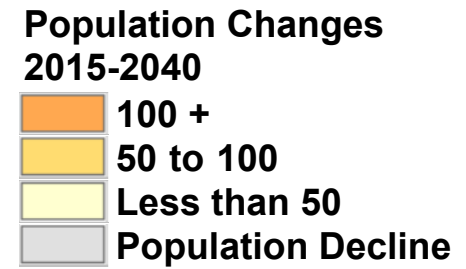 Population Changes
2015-2040
100 +
50 to 100
Less than 50
Population Decline